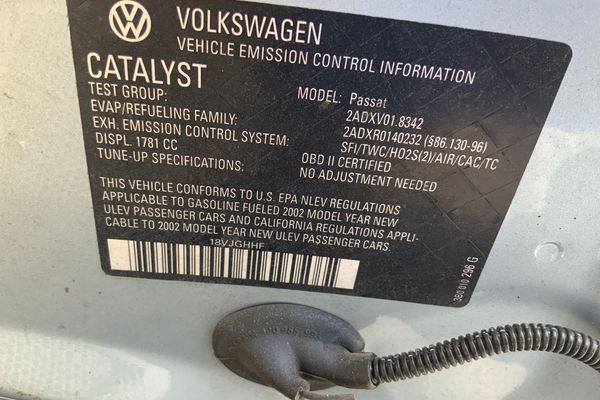 VOLKSWAGEN
VEHICLE EMISSION CONTROL INFORMATION
CATALYST
MODEL: Passat
TEST GROUP: 2ADXV01.8342
EVAP/REFUELING FAMILY: 2ADXR0140232 (§86.130-96)
EXH. EMISSION CONTROL SYSTEM: SFI/TWC/HO2S(2)/AIR/CAC/TC
DISPL. 1781 CC OBD II CERTIFIED
TUNE-UP SPECIFICATIONS: NO ADJUSTMENT NEEDED
THIS VEHICLE CONFORMS TO U.S. EPA NLEV REGULATIONS
APPLICABLE TO GASOLINE FUELED 2002 MODEL YEAR NEW
ULEV PASSENGER CARS AND CALIFORNIA REGULATIONS APPLI-
CABLE TO 2002 MODEL YEAR NEW ULEV PASSENGER CARS.
18VJGHHF
3B0 010 296 G